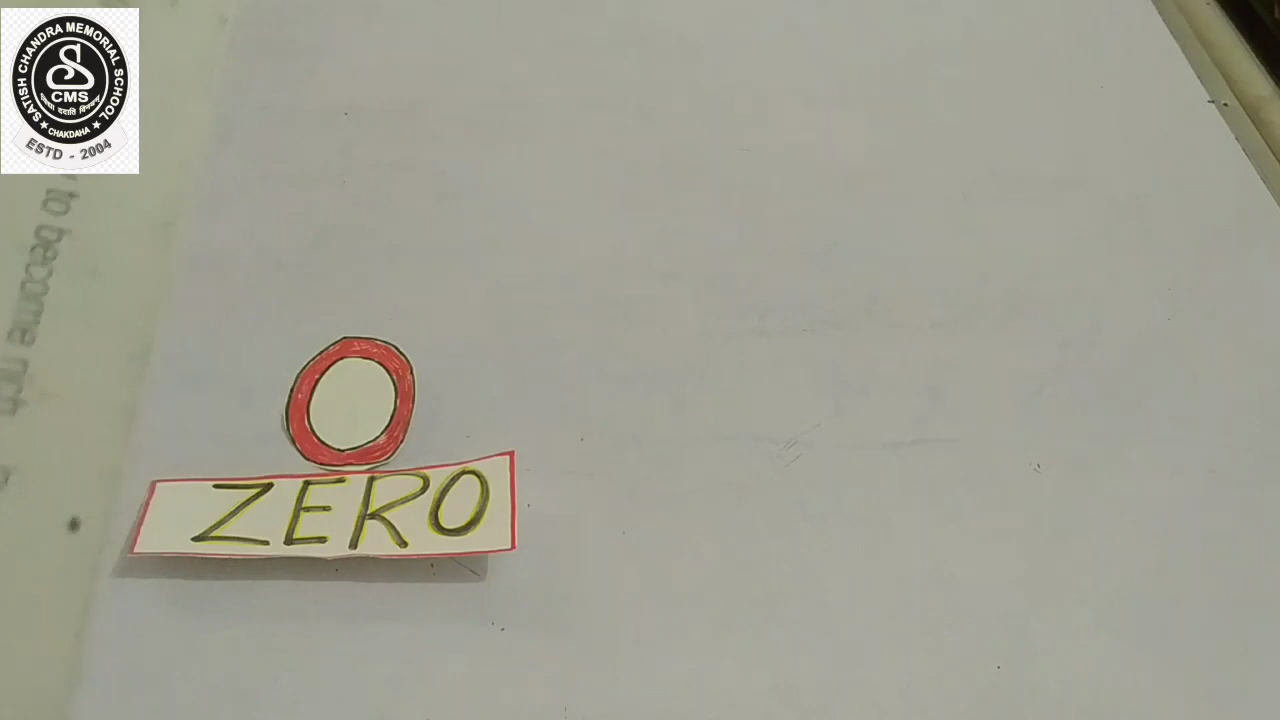 SATISH CHANDRA MEMORIAL SCHOOL
CMS
★ CHAKDAHA ★
ESTD - 2004
to become
0
ZERO